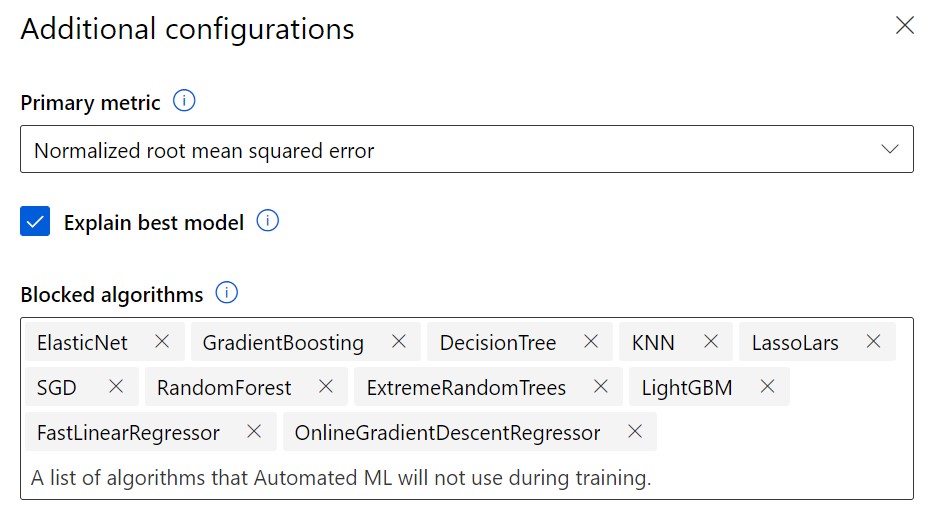 Additional configurations
Primary metric
Normalized root mean squared error
Explain best model
Blocked algorithms
ElasticNet GradientBoosting DecisionTree KNN LassoLars
SGD RandomForest ExtremeRandomTrees LightGBM
FastLinearRegressor OnlineGradientDescentRegressor
A list of algorithms that Automated ML will not use during training.